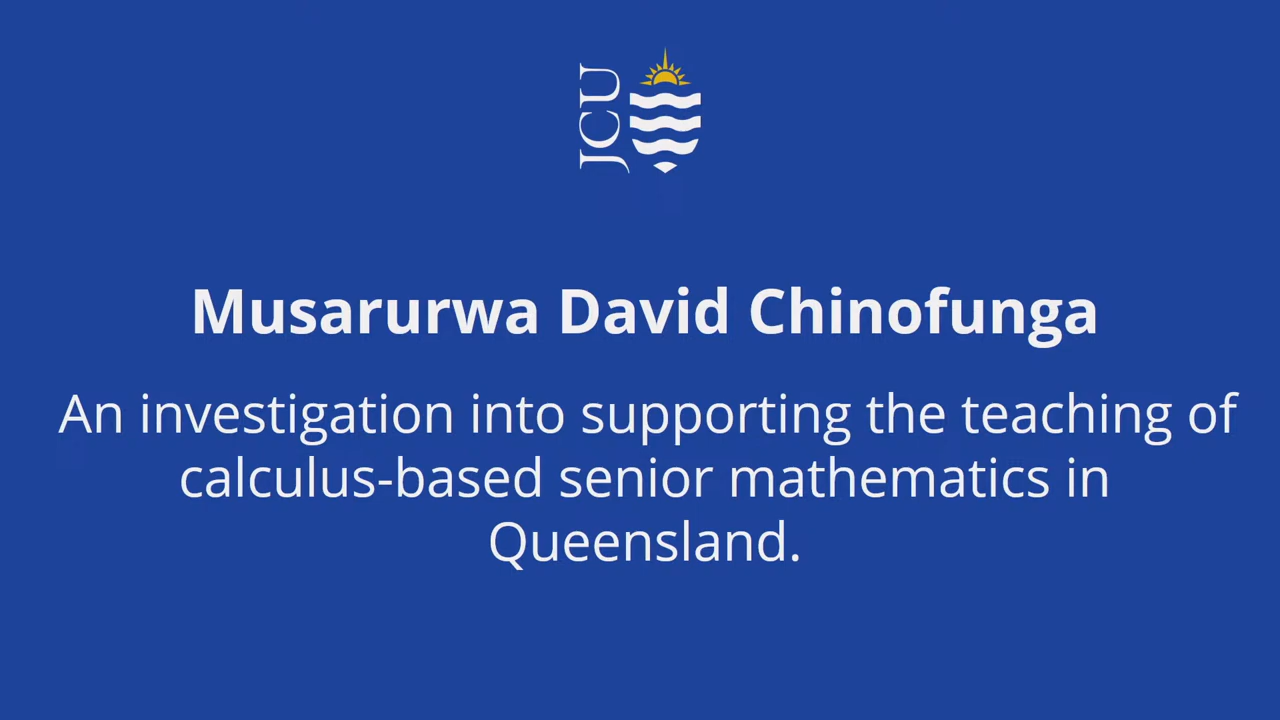 JCU
Musarurwa David Chinofunga
An investigation into supporting the teaching of
calculus-based senior mathematics in
Queensland.